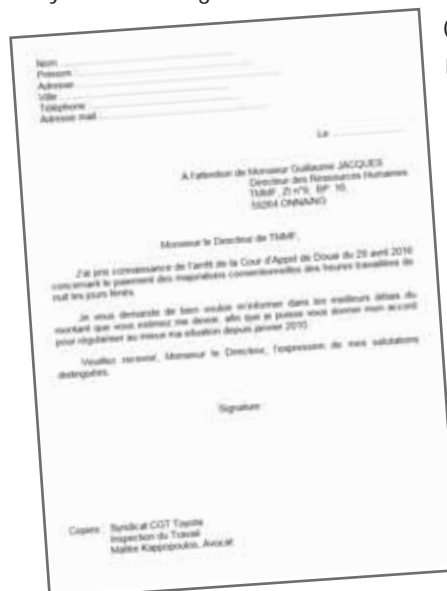 Nom
Prénom
Adresse
Ville
Téléphone
Adresse mail
Le
A l'attention de Monsieur Guillaume JACQUES
Directeur des Ressources Humaines
TMMF, ZI n°9, BP 16,
59264 ONNAING
Monsieur le Directeur de TMMF,
J'ai pris connaissance de l'arrêt de la Cour d'Appel de Douai du 29 avril 2016
concernant le paiement des majorations conventionnelles des heures travaillées de
nuit les jours fériés.
Je vous demande de bien vouloir m'informer dans les meilleurs délais du
montant que vous estimez me devoir, afin que je puisse vous donner mon accord
pour régulariser au mieux ma situation depuis janvier 2010.
Veuillez recevoir, Monsieur le Directeur, l'expression de mes salutations
distinguées.
Signature :
Copies : Syndicat CGT Toyota
Inspection du Travail
Kappopoulos, Avocat